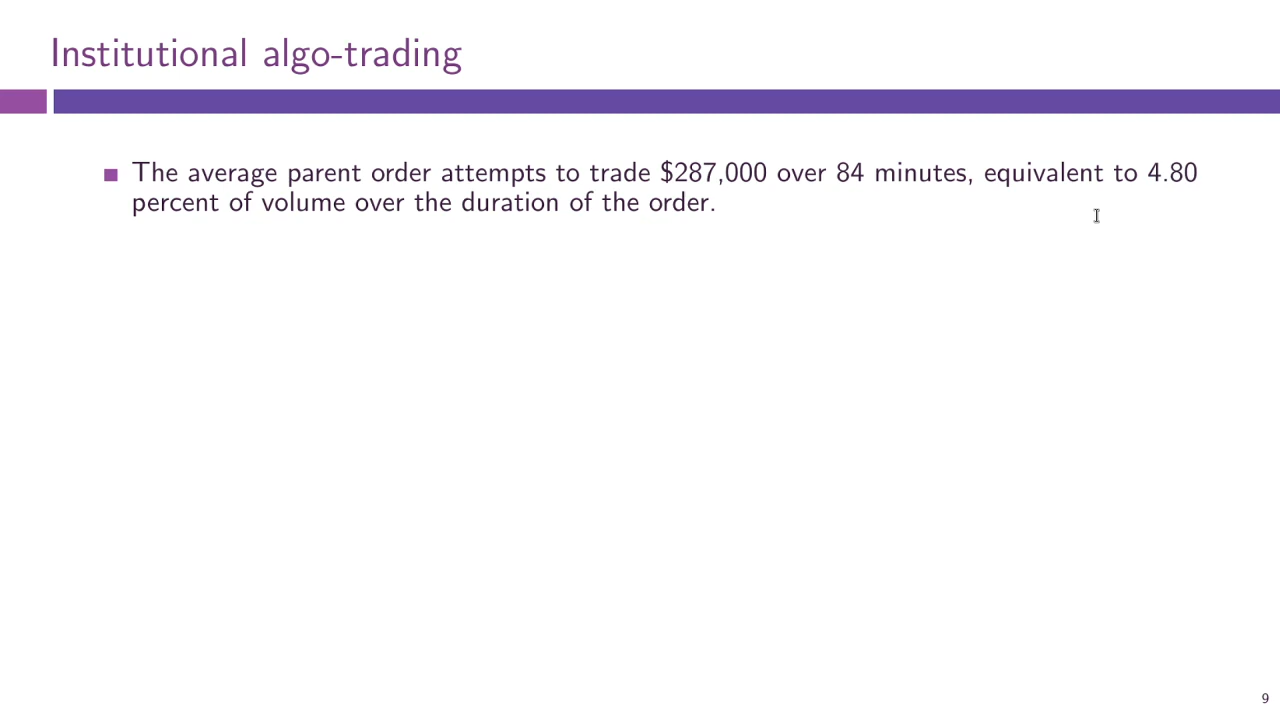 Institutional algo-trading
The average parent order attempts to trade $287,000 over 84 minutes, equivalent to 4.80
percent of volume over the duration of the order.
9